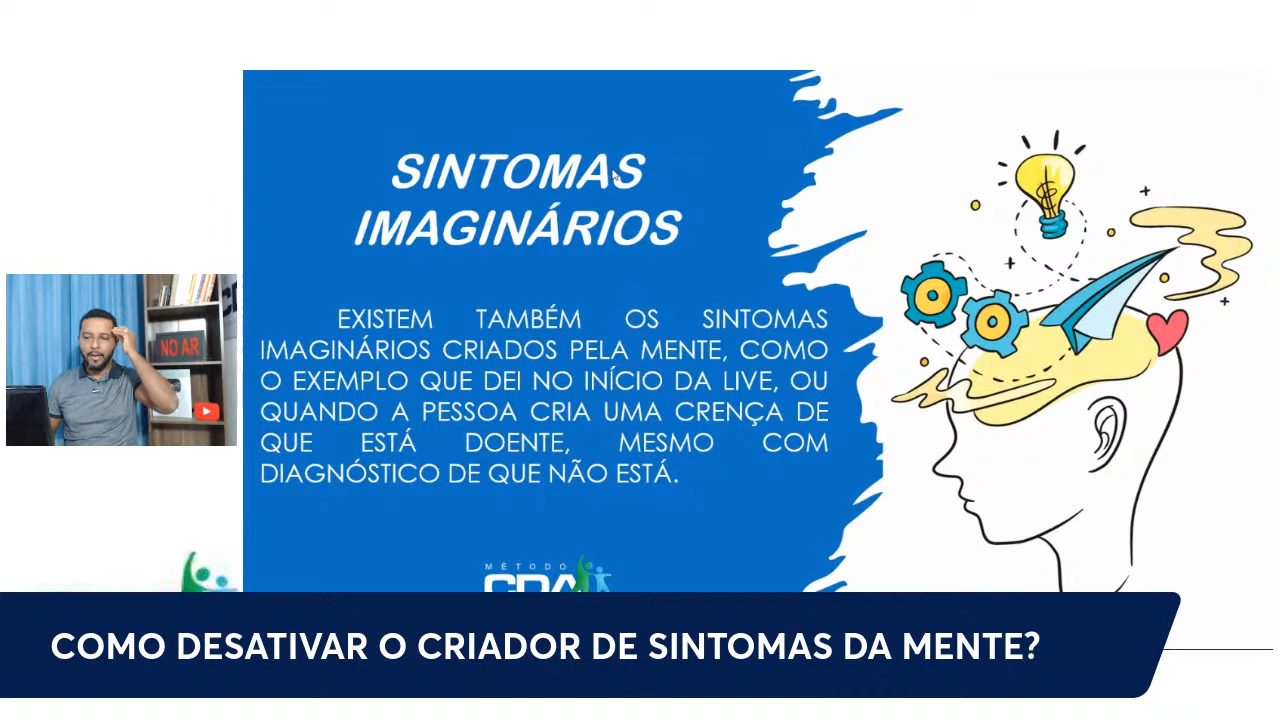 SINTOMAS
IMAGINÁRIOS
EXISTEM TAMBÉM OS SINTOMAS
IMAGINÁRIOS CRIADOS PELA MENTE, COMO
O EXEMPLO QUE DEI NO INÍCIO DA LIVE, OU
QUANDO A PESSOA CRIA UMA CRENÇA DE
QUE ESTÁ DOENTE, MESMO COM
DIAGNÓSTICO DE QUE NÃO ESTÁ.
NO AR
MÉTODO
CDA
COMO DESATIVAR O CRIADOR DE SINTOMAS DA MENTE?